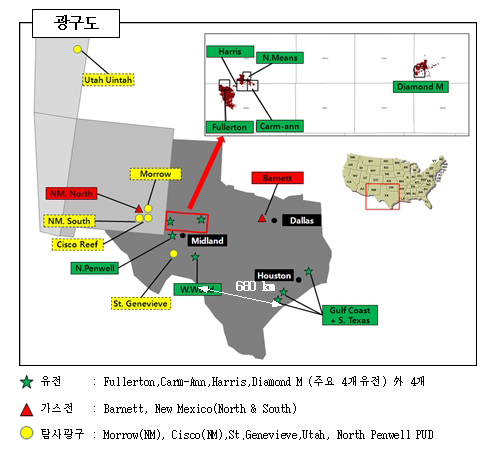 광구도
Utah Uintah
Harris
N.Means
Diamond M
Fullerton
Carm-ann
Morrow
NM. North
NM. South
Cisco Reef
N.Penwell
St. Genevieve
Barnett
Dallas
Midland
Houston
680 km
Gulf Coast
+ S. Texas
유전 : Fullerton,Carm-Ann,Harris,Diamond M (주요 4개유전) 外 4개
가스전 : Barnett, New Mexico(North & South)
탐사광구 : Morrow(NM), Cisco(NM),St.Genevieve,Utah, North Penwell PUD